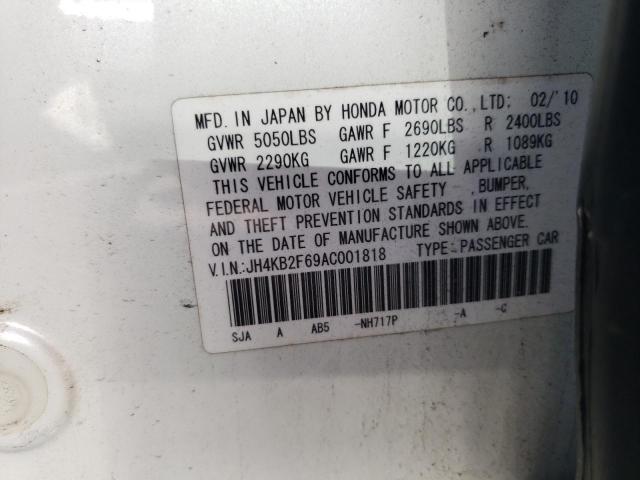 MFD. IN JAPAN BY HONDA MOTOR CO., LTD: 02/'10
GVWR 5050LBS GAWR F 2690LBS R 2400LBS
GVWR 2290KG GAWR F 1220KG R 1089KG
THIS VEHICLE CONFORMS TO ALL APPLICABLE
FEDERAL MOTOR VEHICLE SAFETY , BUMPER,
AND THEFT PREVENTION STANDARDS IN EFFECT
ON THE DATE OF MANUFACTURE SHOWN ABOVE.
V.I.N.:JH4KB2F69AC001818 TYPE:PASSENGER CAR
SJA A AB5 -NH717P -A -C